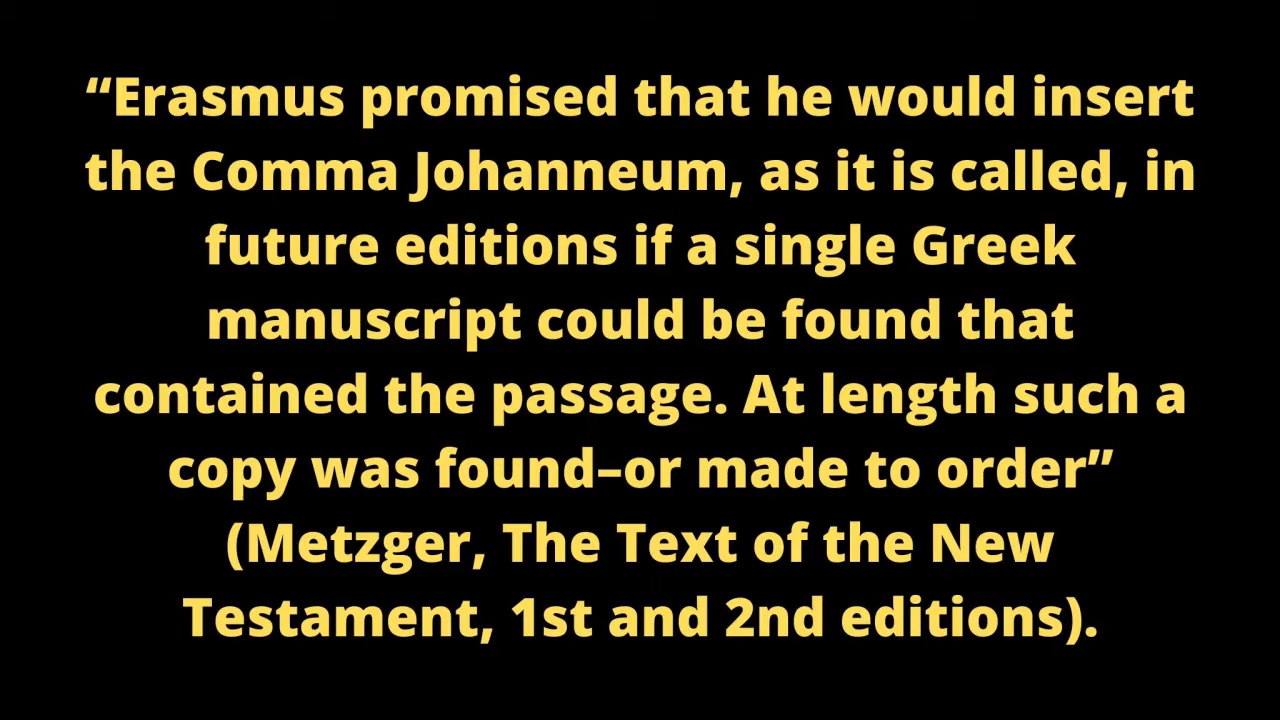 “Erasmus promised that he would insert
the Comma Johanneum, as it is called, in
future editions if a single Greek
manuscript could be found that
contained the passage. At length such a
copy was found–or made to order”
(Metzger, The Text of the New
Testament, 1st and 2nd editions).